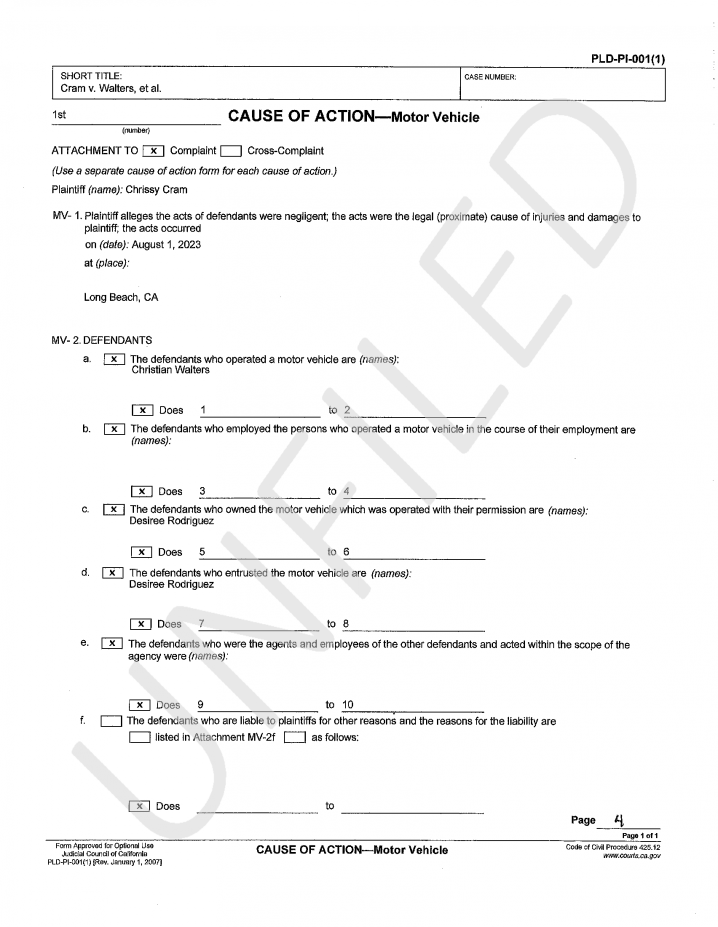 PLD-PI-001(1)
SHORT TITLE:
Cram v. Walters, et al.
CASE NUMBER:
1st
(number)
CAUSE OF ACTION—Motor Vehicle
ATTACHMENT TO x Complaint Cross-Complaint
(Use a separate cause of action form for each cause of action.)
Plaintiff (name): Chrissy Cram
MV- 1. Plaintiff alleges the acts of defendants were negligent; the acts were the legal (proximate) cause of injuries and damages to
plaintiff; the acts occurred
on (date): August 1, 2023
at (place):
Long Beach, CA
MV- 2. DEFENDANTS
a. x The defendants who operated a motor vehicle are (names):
Christian Walters
x Does 1 to 2
b. x The defendants who employed the persons who operated a motor vehicle in the course of their employment are
(names):
x Does 3 to 4
c. x The defendants who owned the motor vehicle which was operated with their permission are (names):
Desiree Rodriguez
x Does 5 to 6
d. x The defendants who entrusted the motor vehicle are (names):
Desiree Rodriguez
x Does 7 to 8
e. x The defendants who were the agents and employees of the other defendants and acted within the scope of the
agency were (names):
x Does 9 to 10
f. The defendants who are liable to plaintiffs for other reasons and the reasons for the liability are
listed in Attachment MV-2f as follows:
x Does to
Page 4
Page 1 of 1
Form Approved for Optional Use
Judicial Council of California
PLD-PI-001(1) [Rev. January 1, 2007]
CAUSE OF ACTION—Motor Vehicle
Code of Civil Procedure 425.12
www.courts.ca.gov
UNFILED